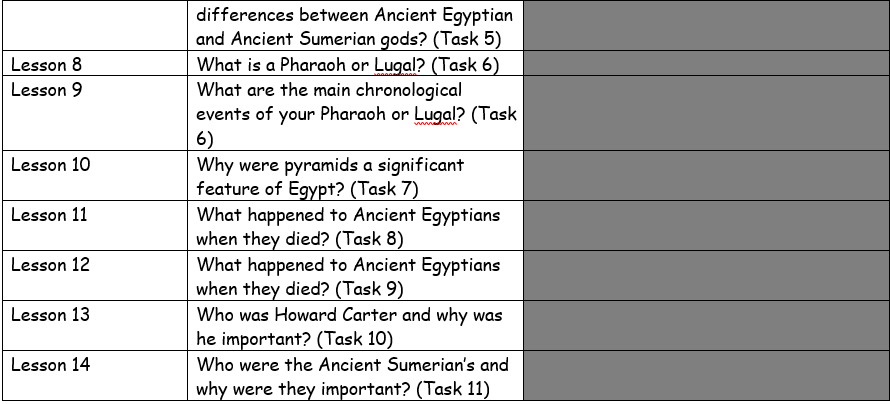 differences between Ancient Egyptian
and Ancient Sumerian gods? (Task 5)
Lesson 8
What is a Pharaoh or Lugal? (Task 6)
Lesson 9
What are the main chronological
events of your Pharaoh or Lugal? (Task
6)
Lesson 10
Why were pyramids a significant
feature of Egypt? (Task 7)
Lesson 11
What happened to Ancient Egyptians
when they died? (Task 8)
Lesson 12
What happened to Ancient Egyptians
when they died? (Task 9)
Lesson 13
Who was Howard Carter and why was
he important? (Task 10)
Lesson 14
Who were the Ancient Sumerian's and
why were they important? (Task 11)